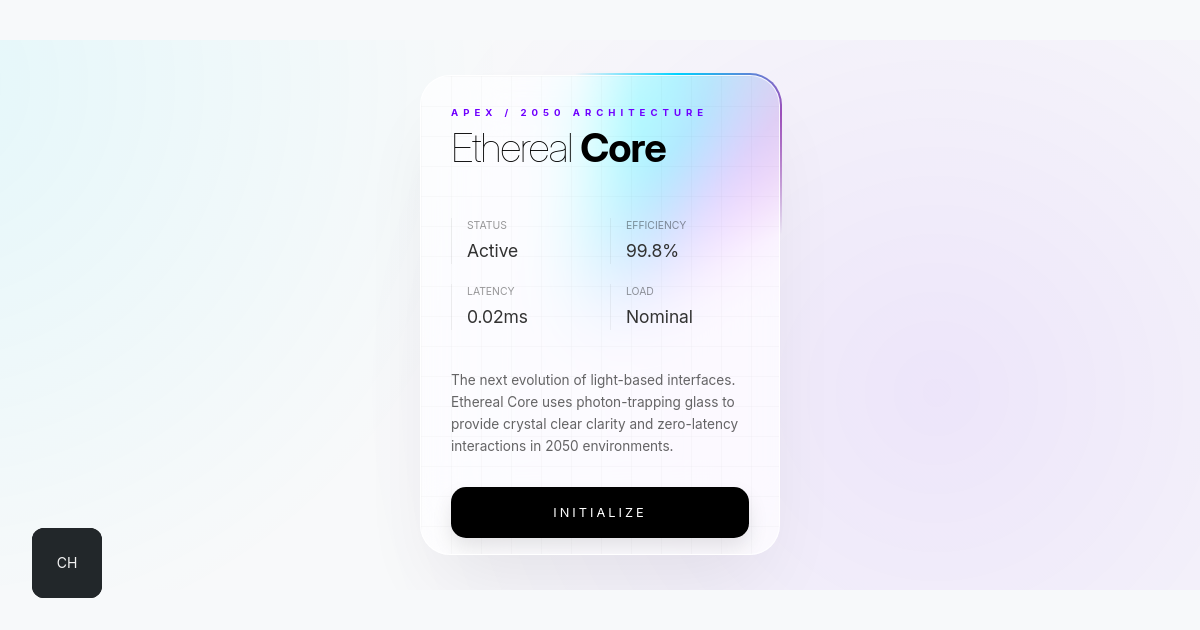 APEX / 2050 ARCHITECTURE
Ethereal Core
STATUS
Active
EFFICIENCY
99.8%
LATENCY
0.02ms
LOAD
Nominal
The next evolution of light-based interfaces.
Ethereal Core uses photon-trapping glass to
provide crystal clear clarity and zero-latency
interactions in 2050 environments.
INITIALIZE
CH